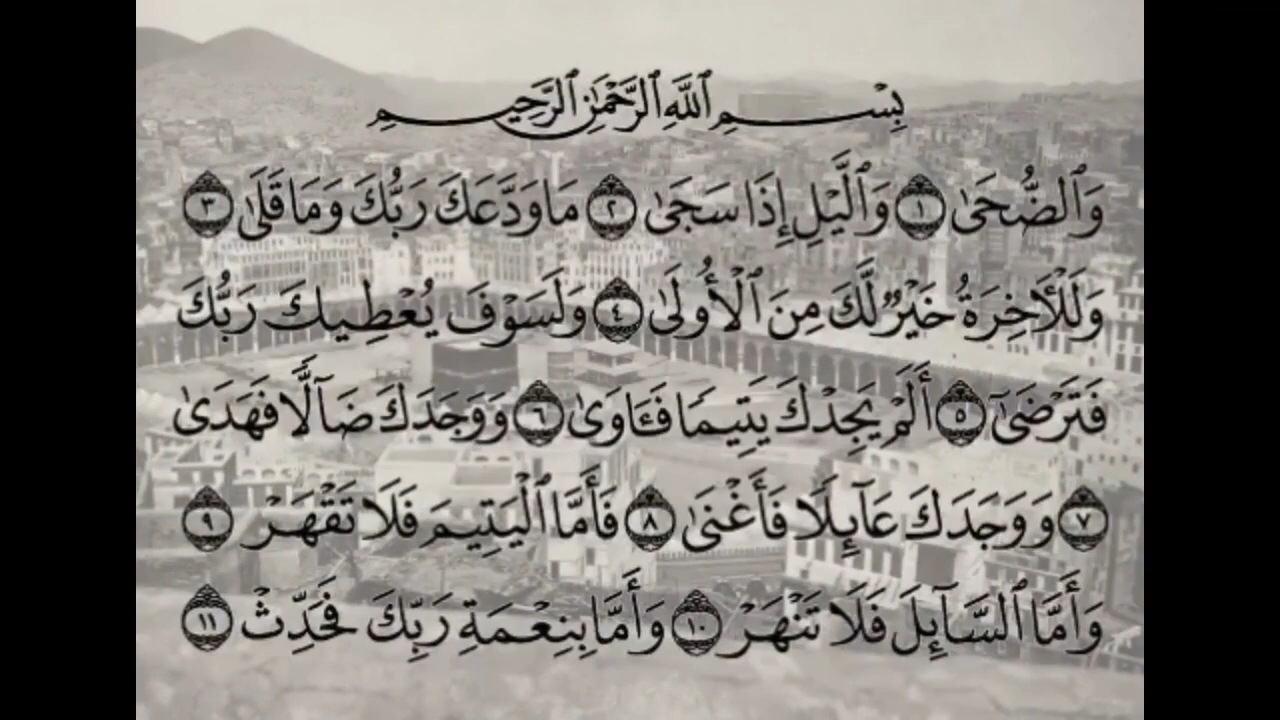 بِسْمِ ٱللَّهِ ٱلرَّحْمَٰنِ ٱلرَّحِيمِ
وَٱلضُّحَىٰ ١ وَٱلَّيْلِ إِذَا سَجَىٰ ٢ مَا وَدَّعَكَ رَبُّكَ وَمَا قَلَىٰ ٣
وَلَلْأٓخِرَةُ خَيْرٌ لَّكَ مِنَ ٱلْأُولَىٰ ٤ وَلَسَوْفَ يُعْطِيكَ رَبُّكَ
فَتَرْضَىٰٓ ٥ أَلَمْ يَجِدْكَ يَتِيمًا فَـَٔاوَىٰ ٦ وَوَجَدَكَ ضَآلًّا فَهَدَىٰ
٧ وَوَجَدَكَ عَآئِلًا فَأَغْنَىٰ ٨ فَأَمَّا ٱلْيَتِيمَ فَلَا تَقْهَرْ ٩
وَأَمَّا ٱلسَّآئِلَ فَلَا تَنْهَرْ ١٠ وَأَمَّا بِنِعْمَةِ رَبِّكَ فَحَدِّثْ ١١